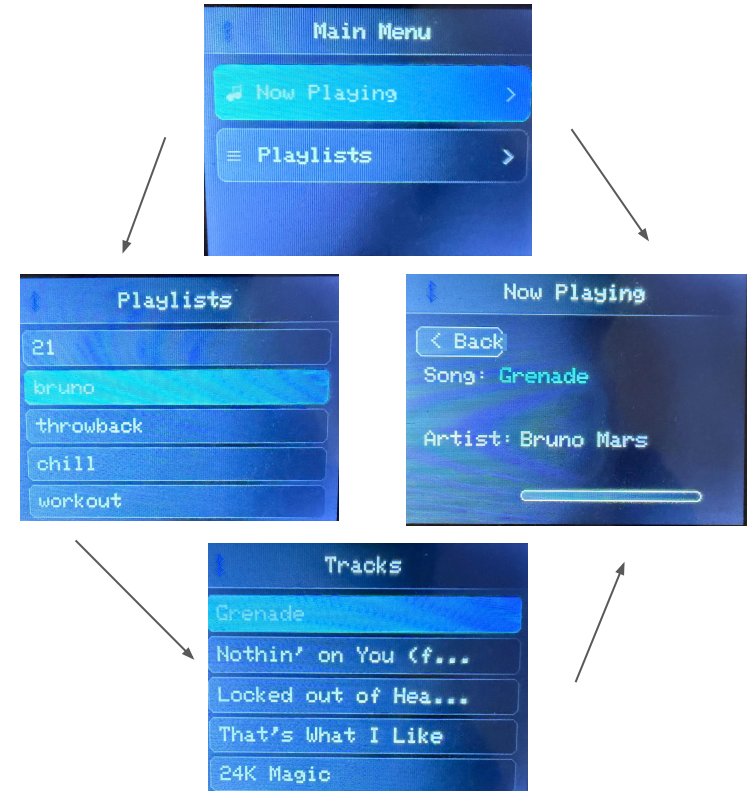 Main Menu
Now Playing
Playlists
Playlists
21
bruno
throwback
chill
workout
Now Playing
< Back
Song: Grenade
Artist: Bruno Mars
Tracks
Grenade
Nothin' on You (f...
Locked out of Hea...
That's What I Like
24K Magic